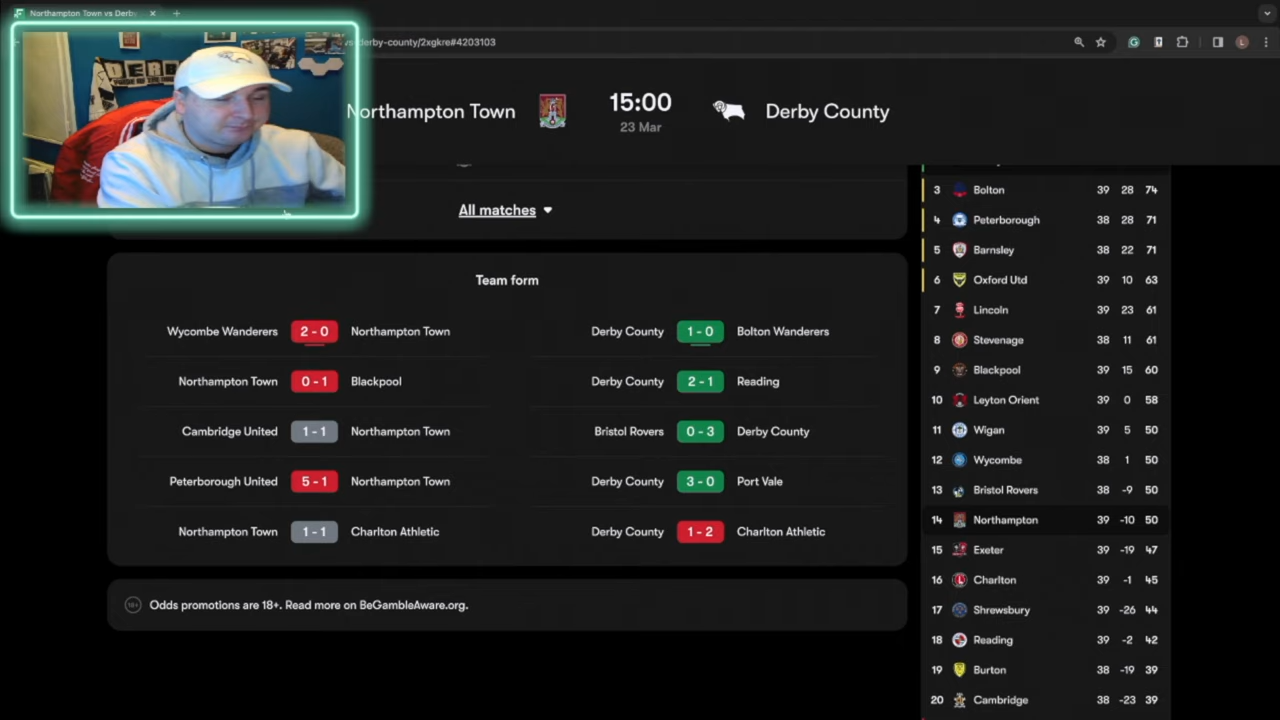 Northampton Town vs Derby
derby-county/2xgkre#4203103
DERBY
Northampton Town
15:00
23 Mar
Derby County
All matches
Team form
Wycombe Wanderers 2 - 0 Northampton Town
Derby County 1 - 0 Bolton Wanderers
Northampton Town 0 - 1 Blackpool
Derby County 2 - 1 Reading
Cambridge United 1 - 1 Northampton Town
Bristol Rovers 0 - 3 Derby County
Peterborough United 5 - 1 Northampton Town
Derby County 3 - 0 Port Vale
Northampton Town 1 - 1 Charlton Athletic
Derby County 1 - 2 Charlton Athletic
18+ Odds promotions are 18+. Read more on BeGambleAware.org.
3 Bolton 39 28 74
4 Peterborough 38 28 71
5 Barnsley 38 22 71
6 Oxford Utd 39 10 63
7 Lincoln 39 23 61
8 Stevenage 38 11 61
9 Blackpool 39 15 60
10 Leyton Orient 39 0 58
11 Wigan 39 5 50
12 Wycombe 38 1 50
13 Bristol Rovers 38 -9 50
14 Northampton 39 -10 50
15 Exeter 39 -19 47
16 Charlton 39 -1 45
17 Shrewsbury 39 -26 44
18 Reading 39 -2 42
19 Burton 38 -19 39
20 Cambridge 38 -23 39